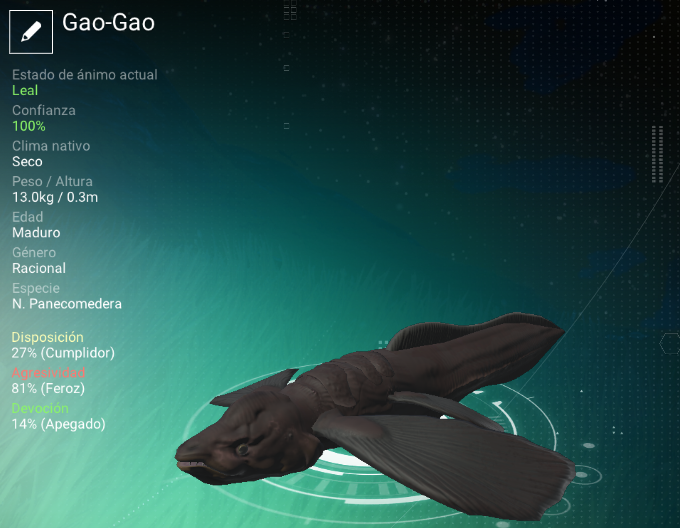 Gao-Gao
Estado de ánimo actual
Leal
Confianza
100%
Clima nativo
Seco
Peso / Altura
13.0kg / 0.3m
Edad
Maduro
Género
Racional
Especie
N. Panecomedera
Disposición
27% (Cumplidor)
Agresividad
81% (Feroz)
Devoción
14% (Apegado)